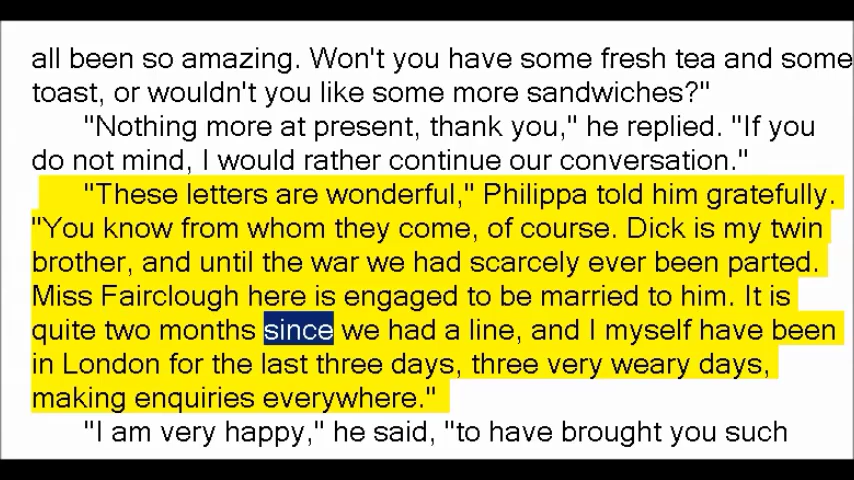 all been so amazing. Won't you have some fresh tea and some
toast, or wouldn't you like some more sandwiches?"
"Nothing more at present, thank you," he replied. "If you
do not mind, I would rather continue our conversation."
"These letters are wonderful," Philippa told him gratefully.
"You know from whom they come, of course. Dick is my twin
brother, and until the war we had scarcely ever been parted.
Miss Fairclough here is engaged to be married to him. It is
quite two months since we had a line, and I myself have been
in London for the last three days, three very weary days,
making enquiries everywhere."
"I am very happy," he said, "to have brought you such